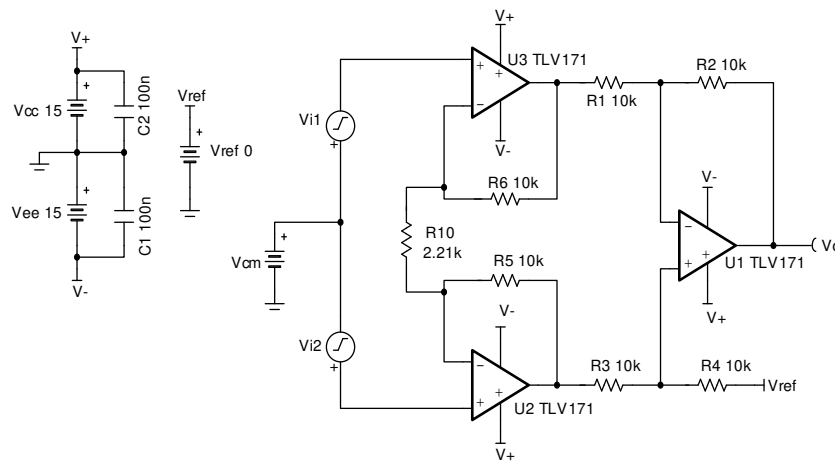 V+
Vcc 15
C2 100n
Vref
Vref 0
Vee 15
C1 100n
V-
Vi1
Vcm
Vi2
V+
U3 TLV171
V-
R6 10k
R10
2.21k
R5 10k
V-
U2 TLV171
V+
R1 10k
R2 10k
V-
U1 TLV171
V+
R3 10k
R4 10k
Vref